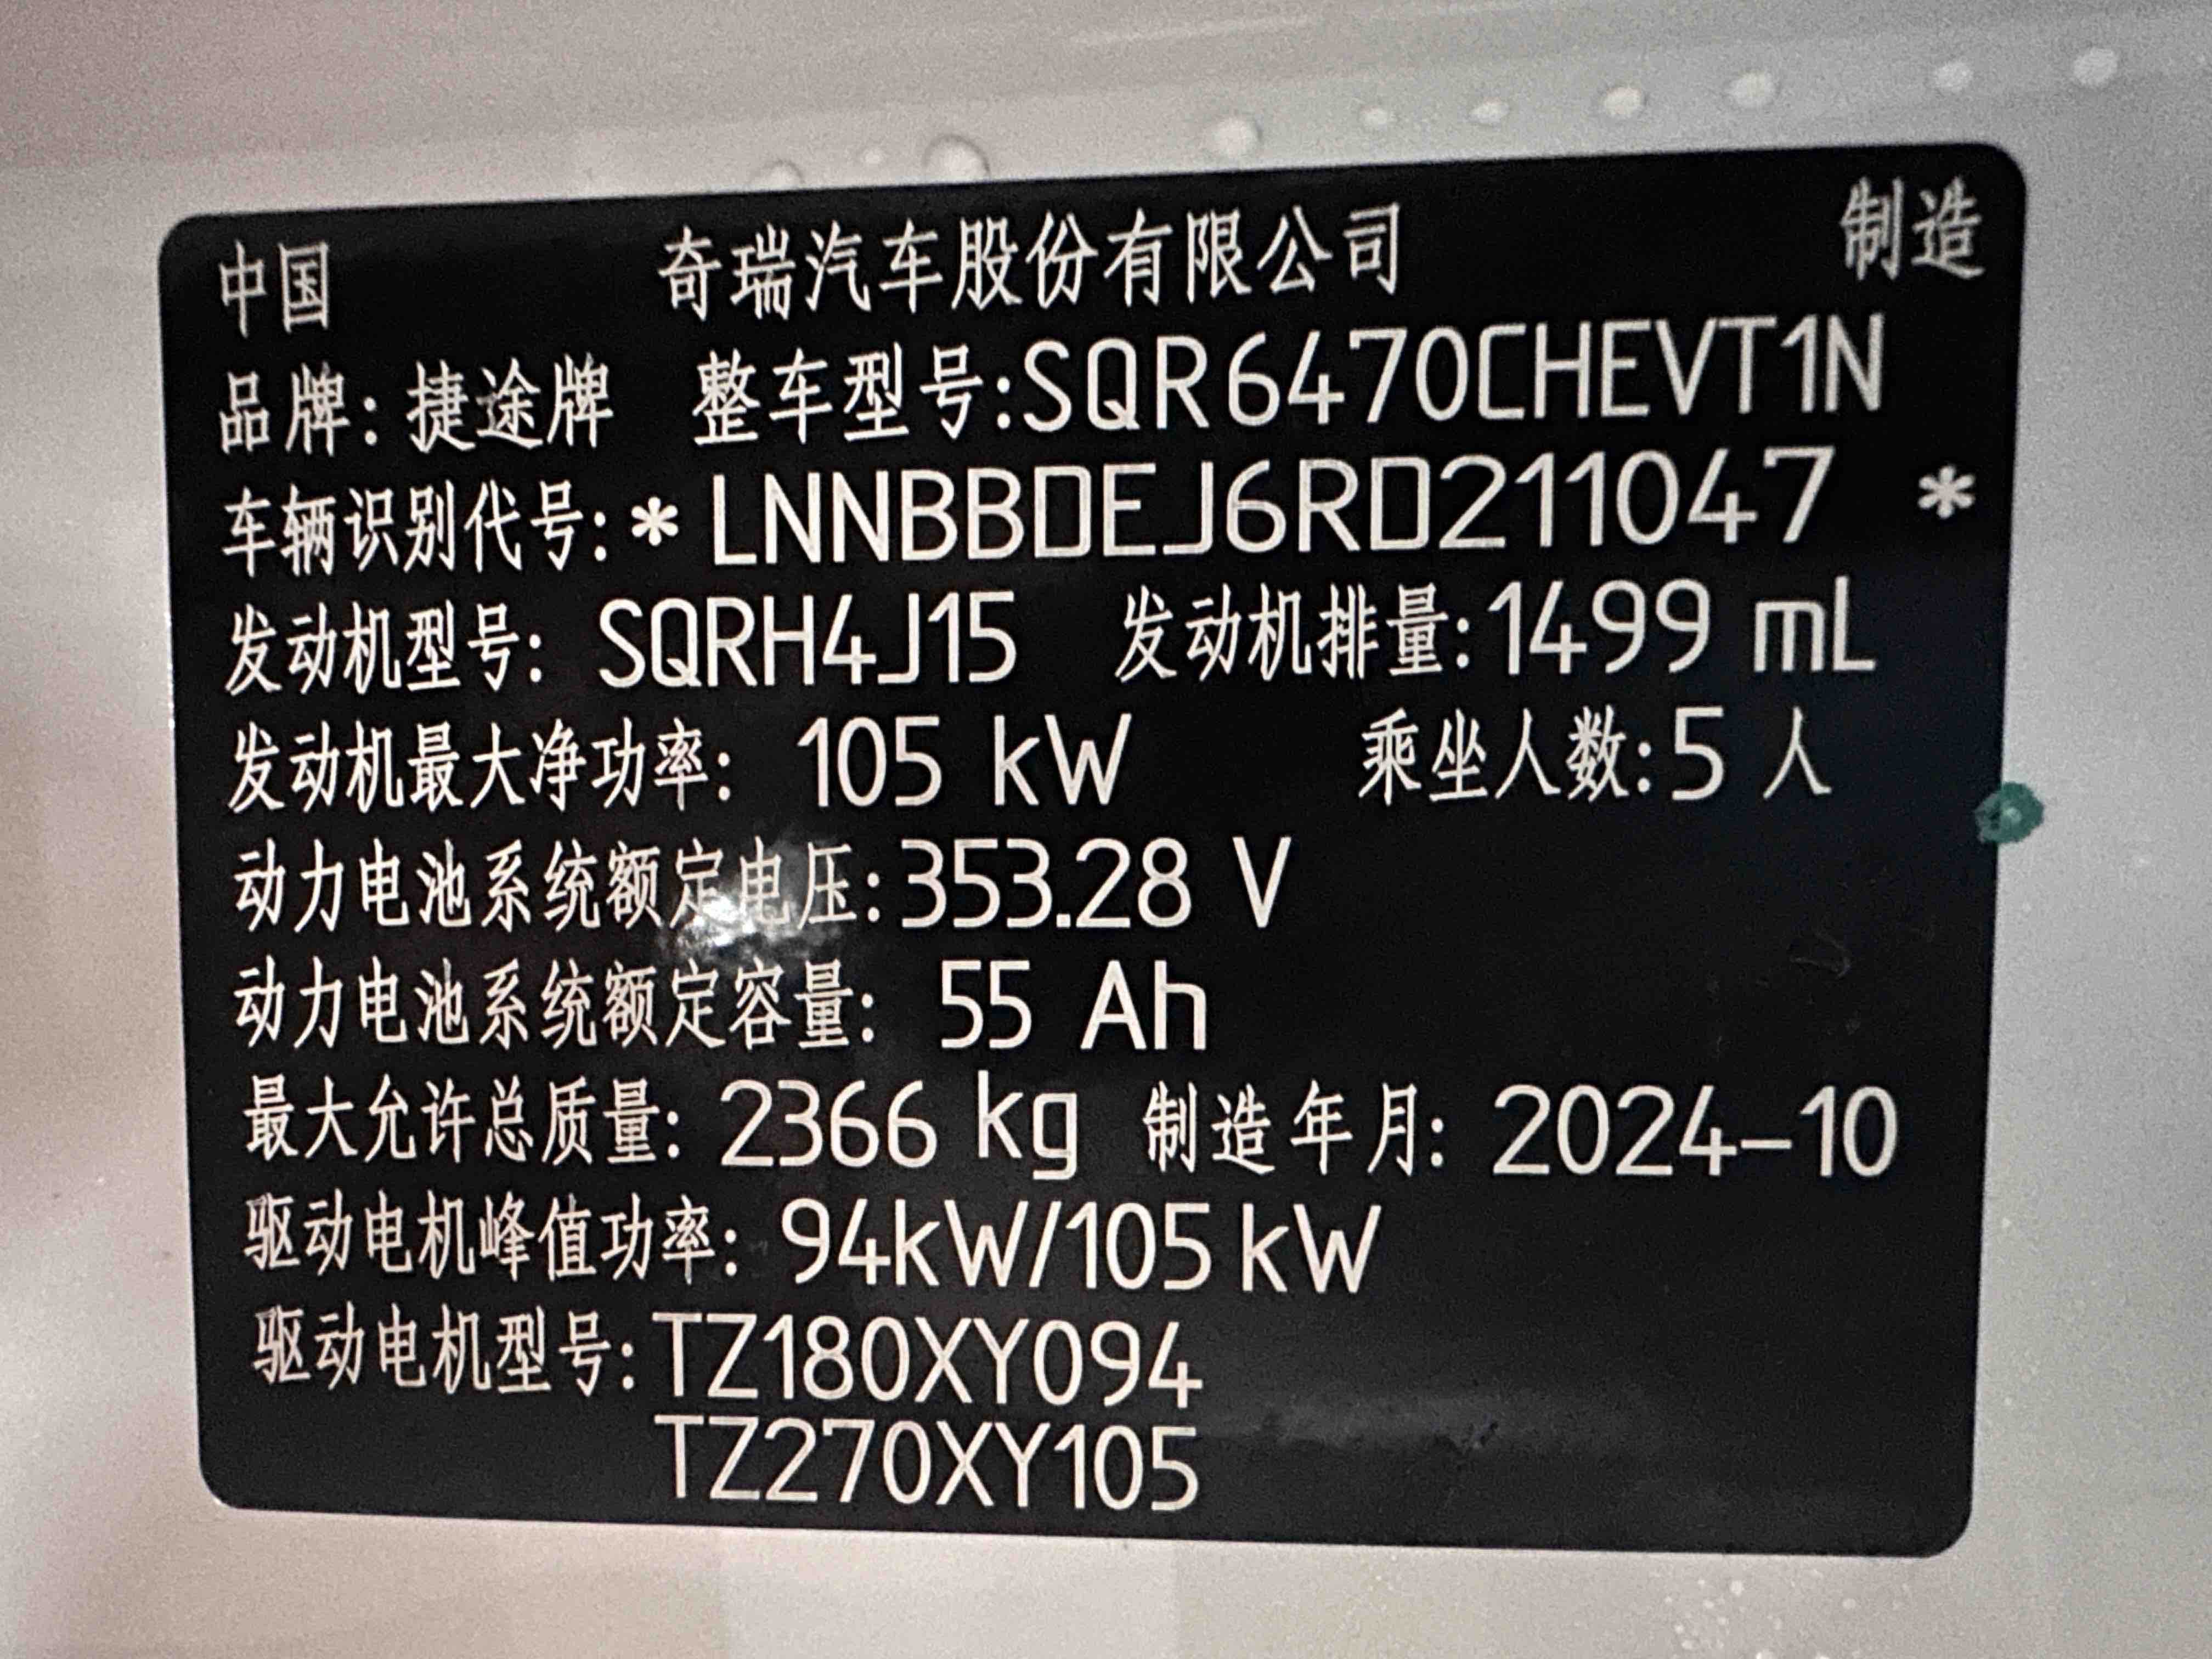 中国 奇瑞汽车股份有限公司 制造
品牌: 捷途牌 整车型号:SQR6470CHEVT1N
车辆识别代号:* LNNBBDEJ6RD211047 *
发动机型号: SQRH4J15 发动机排量:1499 mL
发动机最大净功率: 105 kW 乘坐人数:5 人
动力电池系统额定电压:353.28 V
动力电池系统额定容量: 55 Ah
最大允许总质量: 2366 kg 制造年月: 2024-10
驱动电机峰值功率: 94kW/105 kW
驱动电机型号:TZ180XY094
TZ270XY105